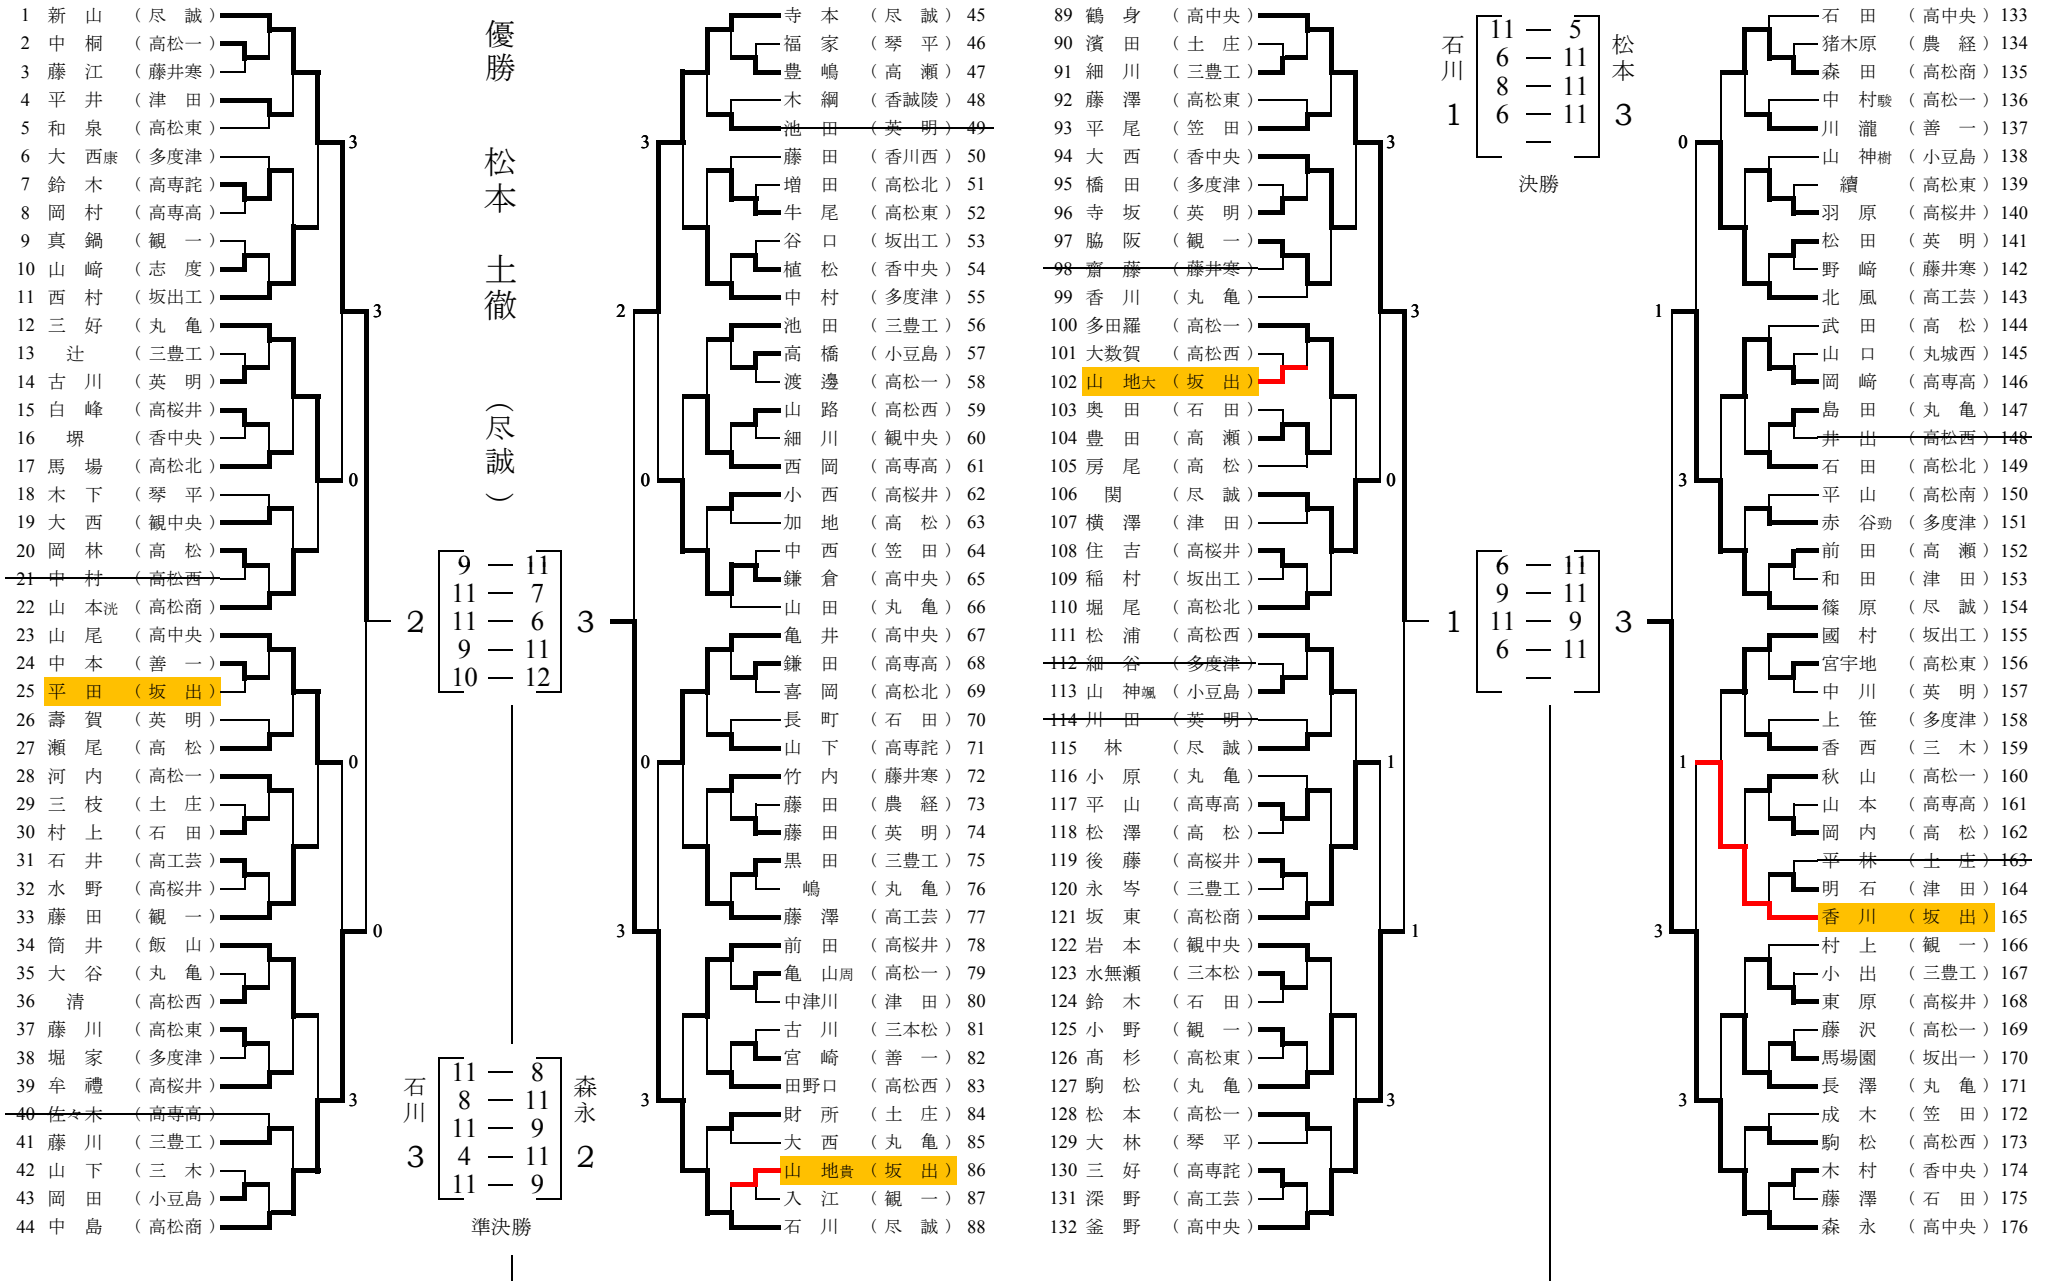 1 新山 （尽誠）
2 中桐 （高松一）
3 藤江 （藤井寒）
4 平井 （津田）
5 和泉 （高松東）
6 大西康 （多度津）
7 鈴木 （高専詫）
8 岡村 （高専高）
9 真鍋 （観一）
10 山﨑 （志度）
11 西村 （坂出工）
12 三好 （丸亀）
13 辻 （三豊工）
14 古川 （英明）
15 白峰 （高桜井）
16 堺 （香中央）
17 馬場 （高松北）
18 木下 （琴平）
19 大西 （観中央）
20 岡林 （高松）
21 中村 （高松西）
22 山本洸 （高松商）
23 山尾 （高中央）
24 中本 （善一）
25 平田 （坂出）
26 壽賀 （英明）
27 瀬尾 （高松）
28 河内 （高松一）
29 三枝 （土庄）
30 村上 （石田）
31 石井 （高工芸）
32 水野 （高桜井）
33 藤田 （観一）
34 筒井 （飯山）
35 大谷 （丸亀）
36 清 （高松西）
37 藤川 （高松東）
38 堀家 （多度津）
39 牟禮 （高桜井）
40 佐々木 （高専高）
41 藤川 （三豊工）
42 山下 （三木）
43 岡田 （小豆島）
44 中島 （高松商）
3
3
0
0
0
3
優勝 松本 士徹 （尽誠）
2
9 — 11
11 — 7
11 — 6
9 — 11
10 — 12
3
石川
3
11 — 8
8 — 11
11 — 9
4 — 11
11 — 9
森永
2
準決勝
3
2
0
0
3
3
寺本 （尽誠） 45
福家 （琴平） 46
豊嶋 （高瀬） 47
木綱 （香誠陵） 48
池田 （英明） 49
藤田 （香川西） 50
増田 （高松北） 51
牛尾 （高松東） 52
谷口 （坂出工） 53
植松 （香中央） 54
中村 （多度津） 55
池田 （三豊工） 56
高橋 （小豆島） 57
渡邊 （高松一） 58
山路 （高松西） 59
細川 （観中央） 60
西岡 （高専高） 61
小西 （高桜井） 62
加地 （高松） 63
中西 （笠田） 64
鎌倉 （高中央） 65
山田 （丸亀） 66
亀井 （高中央） 67
鎌田 （高専高） 68
喜岡 （高松北） 69
長町 （石田） 70
山下 （高専詫） 71
竹内 （藤井寒） 72
藤田 （農経） 73
藤田 （英明） 74
黒田 （三豊工） 75
嶋 （丸亀） 76
藤澤 （高工芸） 77
前田 （高桜井） 78
亀山周 （高松一） 79
中津川 （津田） 80
古川 （三本松） 81
宮崎 （善一） 82
田野口 （高松西） 83
財所 （土庄） 84
大西 （丸亀） 85
山地貴 （坂出） 86
入江 （観一） 87
石川 （尽誠） 88
89 鶴身 （高中央）
90 濱田 （土庄）
91 細川 （三豊工）
92 藤澤 （高松東）
93 平尾 （笠田）
94 大西 （香中央）
95 橋田 （多度津）
96 寺坂 （英明）
97 脇阪 （観一）
98 齋藤 （藤井寒）
99 香川 （丸亀）
100 多田羅 （高松一）
101 大数賀 （高松西）
102 山地大 （坂出）
103 奥田 （石田）
104 豊田 （高瀬）
105 房尾 （高松）
106 関 （尽誠）
107 横澤 （津田）
108 住吉 （高桜井）
109 稲村 （坂出工）
110 堀尾 （高松北）
111 松浦 （高松西）
112 細谷 （多度津）
113 山神颯 （小豆島）
114 川田 （英明）
115 林 （尽誠）
116 小原 （丸亀）
117 平山 （高専高）
118 松澤 （高松）
119 後藤 （高桜井）
120 永岑 （三豊工）
121 坂東 （高松商）
122 岩本 （観中央）
123 水無瀬 （三本松）
124 鈴木 （石田）
125 小野 （観一）
126 髙杉 （高松東）
127 駒松 （丸亀）
128 松本 （高松一）
129 大林 （琴平）
130 三好 （高専詫）
131 深野 （高工芸）
132 釜野 （高中央）
3
3
0
1
1
3
石川
1
11 — 5
6 — 11
8 — 11
6 — 11
—
松本
3
決勝
1
6 — 11
9 — 11
11 — 9
6 — 11
—
3
0
1
3
1
3
3
石田 （高中央） 133
猪木原 （農経） 134
森田 （高松商） 135
中村駿 （高松一） 136
川瀧 （善一） 137
山神樹 （小豆島） 138
續 （高松東） 139
羽原 （高桜井） 140
松田 （英明） 141
野﨑 （藤井寒） 142
北風 （高工芸） 143
武田 （高松） 144
山口 （丸城西） 145
岡﨑 （高専高） 146
島田 （丸亀） 147
井出 （高松西） 148
石田 （高松北） 149
平山 （高松南） 150
赤谷勁 （多度津） 151
前田 （高瀬） 152
和田 （津田） 153
篠原 （尽誠） 154
國村 （坂出工） 155
宮宇地 （高松東） 156
中川 （英明） 157
上笹 （多度津） 158
香西 （三木） 159
秋山 （高松一） 160
山本 （高専高） 161
岡内 （高松） 162
平林 （土庄） 163
明石 （津田） 164
香川 （坂出） 165
村上 （観一） 166
小出 （三豊工） 167
東原 （高桜井） 168
藤沢 （高松一） 169
馬場園 （坂出一） 170
長澤 （丸亀） 171
成木 （笠田） 172
駒松 （高松西） 173
木村 （香中央） 174
藤澤 （石田） 175
森永 （高中央） 176